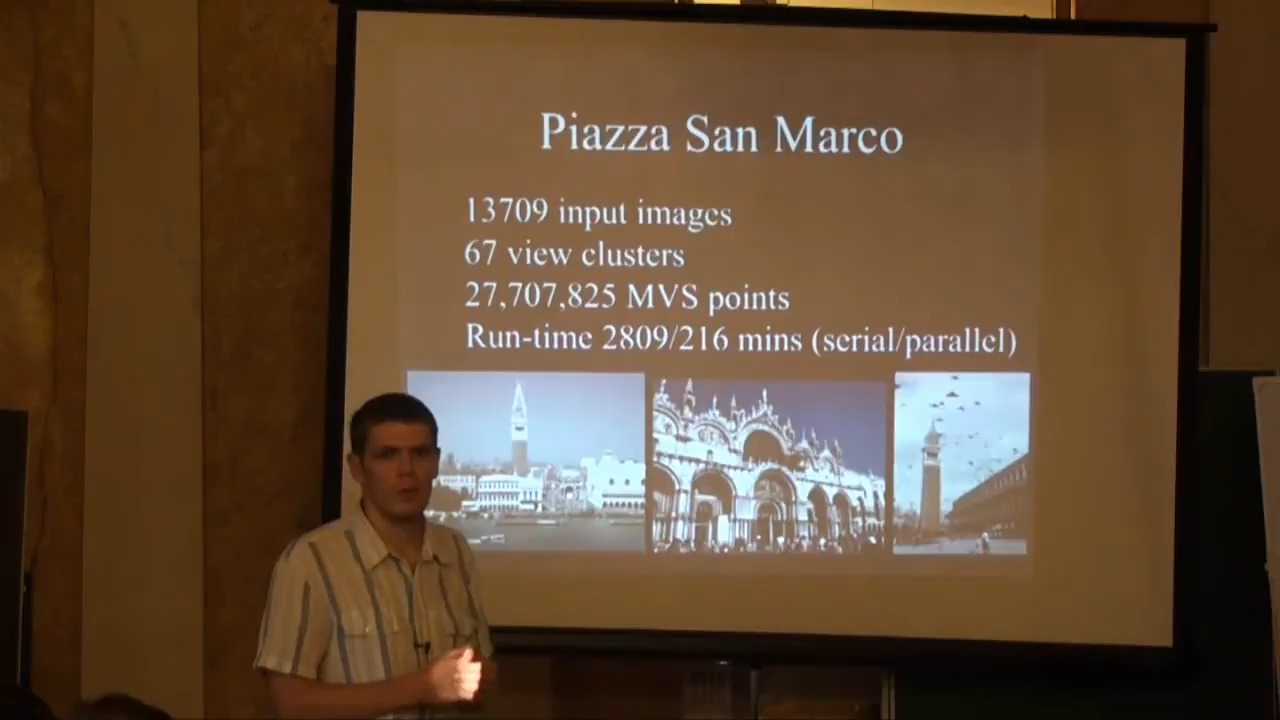 Piazza San Marco
13709 input images
67 view clusters
27,707,825 MVS points
Run-time 2809/216 mins (serial/parallel)